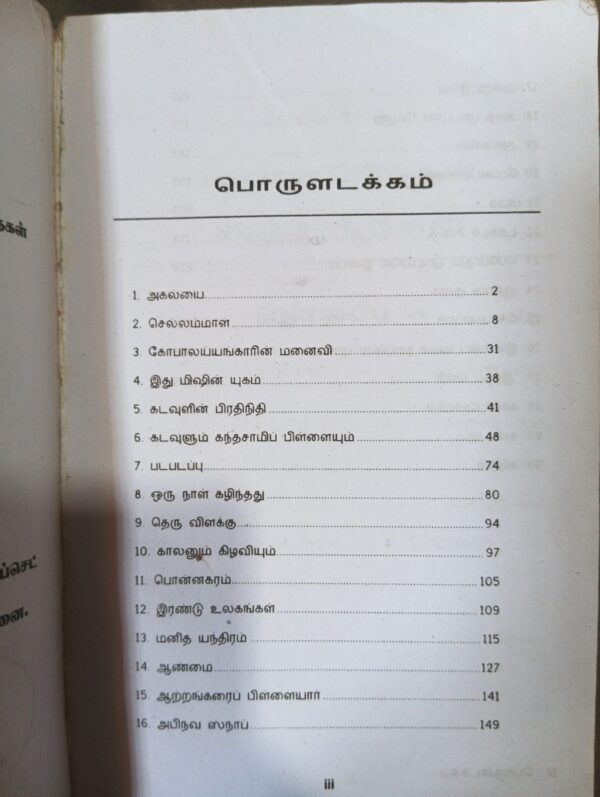 தைகள்
ப்செட்
னை.
பொருளடக்கம்
1. அகலயை 2
2. செல்லம்மாள் 8
3. கோபாலய்யங்காரின் மனைவி 31
4. இது மிஷின் யுகம் 38
5. கடவுளின் பிரதிநிதி 41
6. கடவுளும் கந்தசாமிப் பிள்ளையும் 48
7. படபடப்பு 74
8. ஒரு நாள் கழிந்தது 80
9. தெரு விளக்கு 94
10. காலனும் கிழவியும் 97
11. பொன்னகரம் 105
12. இரண்டு உலகங்கள் 109
13. மனித யந்திரம் 115
14. ஆண்மை 127
15. ஆற்றங்கரைப் பிள்ளையார் 141
16. அபிநவ ஸ்நாப் 149
iii